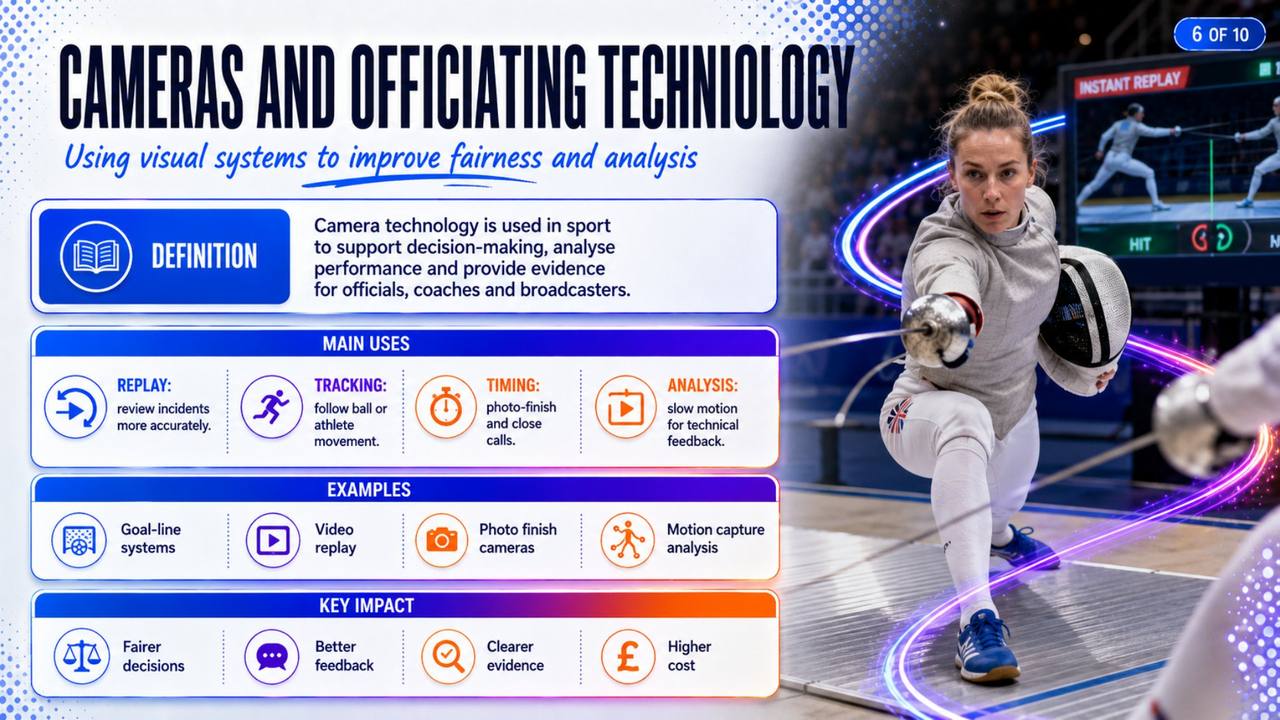 6 OF 10
CAMERAS AND OFFICIATING TECHNIOLOGY
Using visual systems to improve fairness and analysis
DEFINITION
Camera technology is used in sport
to support decision-making, analyse
performance and provide evidence
for officials, coaches and broadcasters.
MAIN USES
REPLAY:
review incidents
more accurately.
TRACKING:
follow ball or
athlete
movement.
TIMING:
photo-finish
and close
calls.
ANALYSIS:
slow motion
for technical
feedback.
EXAMPLES
Goal-line
systems
Video
replay
Photo finish
cameras
Motion capture
analysis
KEY IMPACT
Fairer
decisions
Better
feedback
Clearer
evidence
£
Higher
cost
INSTANT REPLAY
HIT